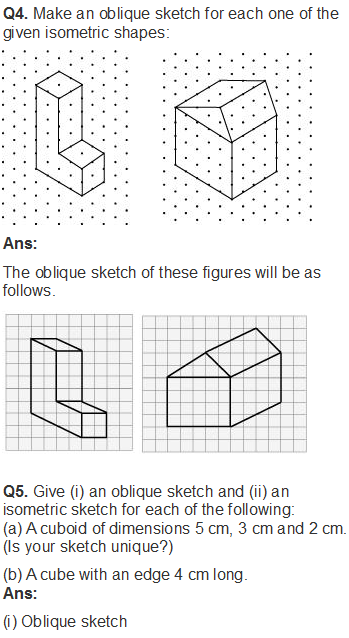 Q4. Make an oblique sketch for each one of the
given isometric shapes:
Ans:
The oblique sketch of these figures will be as
follows.
Q5. Give (i) an oblique sketch and (ii) an
isometric sketch for each of the following:
(a) A cuboid of dimensions 5 cm, 3 cm and 2 cm.
(Is your sketch unique?)
(b) A cube with an edge 4 cm long.
Ans:
(i) Oblique sketch